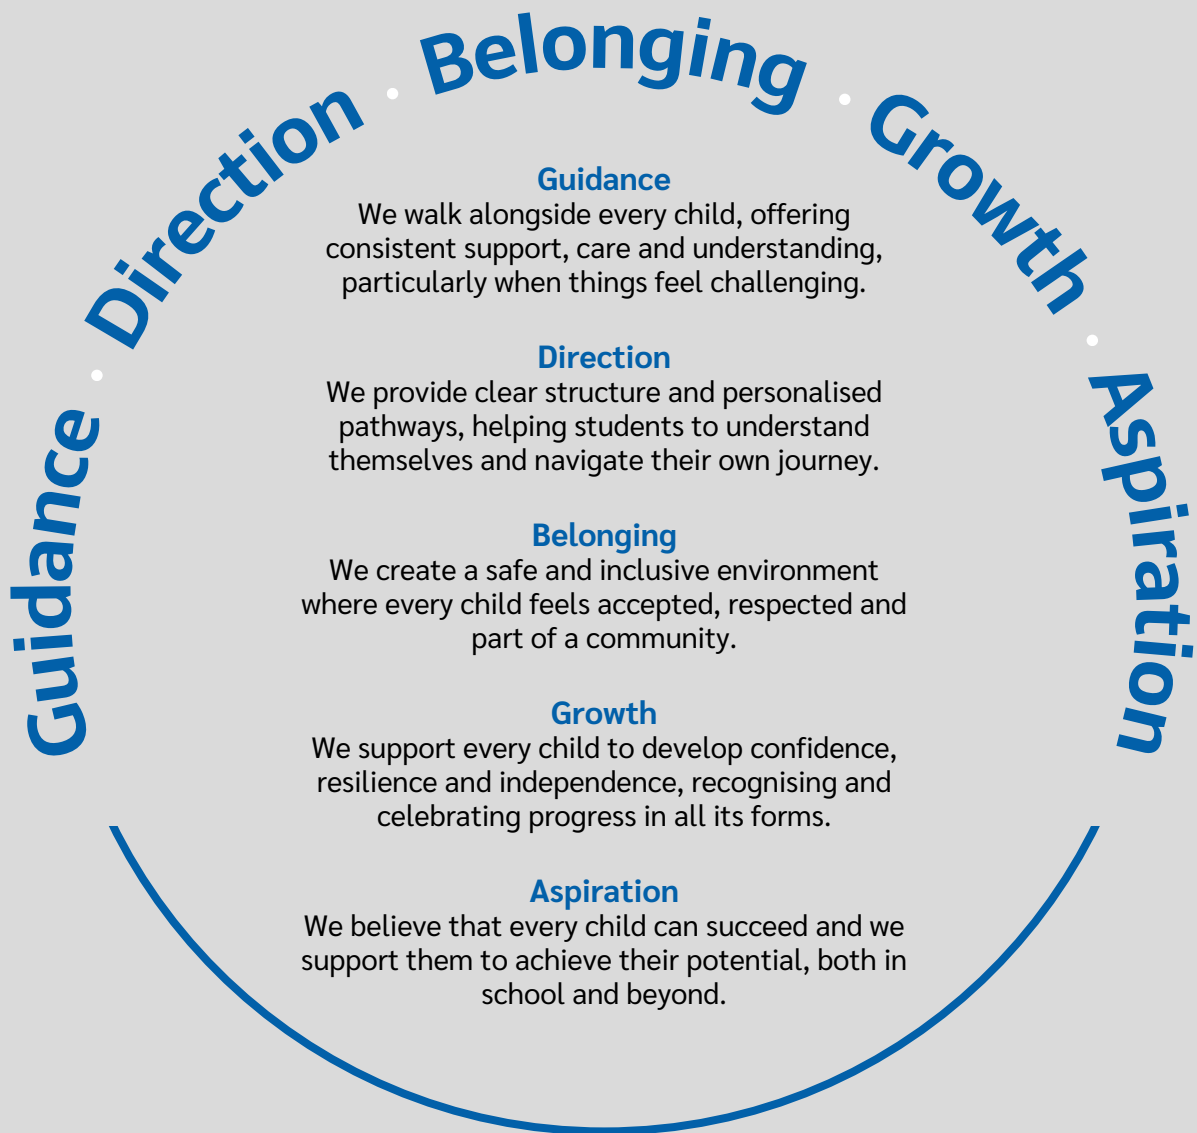 Guidance • Direction • Belonging • Growth • Aspiration
Guidance
We walk alongside every child, offering
consistent support, care and understanding,
particularly when things feel challenging.
Direction
We provide clear structure and personalised
pathways, helping students to understand
themselves and navigate their own journey.
Belonging
We create a safe and inclusive environment
where every child feels accepted, respected and
part of a community.
Growth
We support every child to develop confidence,
resilience and independence, recognising and
celebrating progress in all its forms.
Aspiration
We believe that every child can succeed and we
support them to achieve their potential, both in
school and beyond.